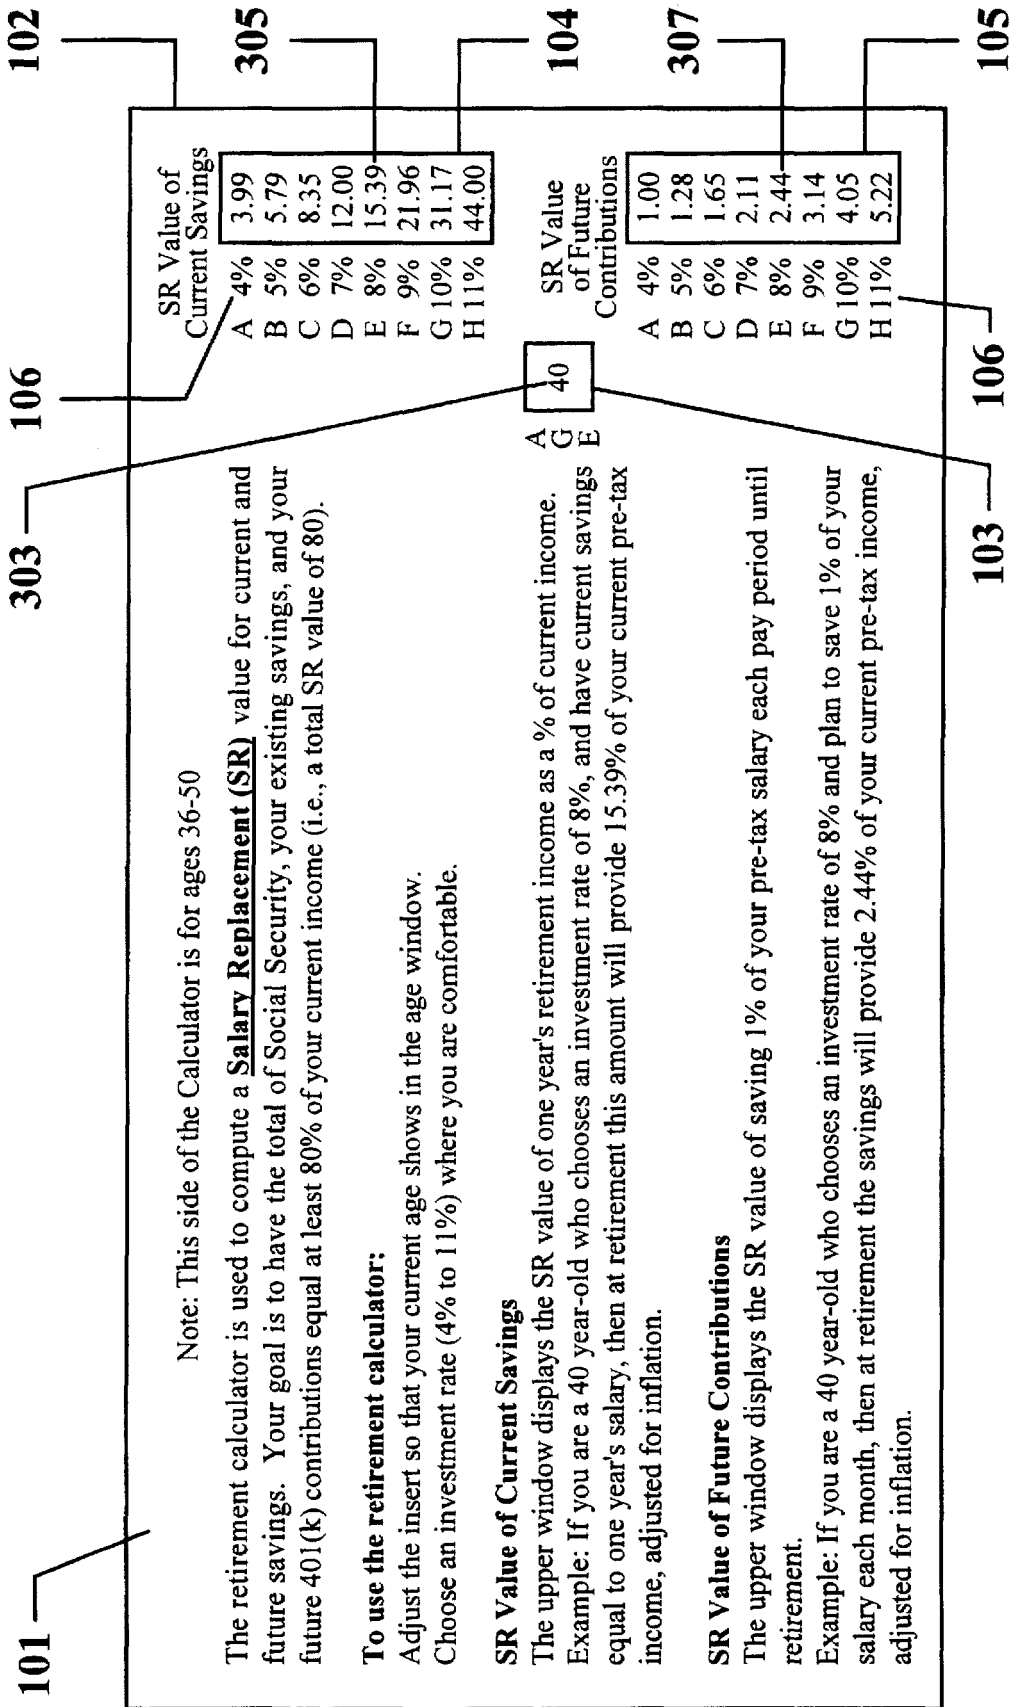 101
303
106
102
305
104
307
105
106
103
Note: This side of the Calculator is for ages 36-50
The retirement calculator is used to compute a Salary Replacement (SR) value for current and
future savings. Your goal is to have the total of Social Security, your existing savings, and your
future 401(k) contributions equal at least 80% of your current income (i.e., a total SR value of 80).
To use the retirement calculator:
Adjust the insert so that your current age shows in the age window.
Choose an investment rate (4% to 11%) where you are comfortable.
SR Value of Current Savings
The upper window displays the SR value of one year's retirement income as a % of current income.
Example: If you are a 40 year-old who chooses an investment rate of 8%, and have current savings
equal to one year's salary, then at retirement this amount will provide 15.39% of your current pre-tax
income, adjusted for inflation.
SR Value of Future Contributions
The upper window displays the SR value of saving 1% of your pre-tax salary each pay period until
retirement.
Example: If you are a 40 year-old who chooses an investment rate of 8% and plan to save 1% of your
salary each month, then at retirement the savings will provide 2.44% of your current pre-tax income,
adjusted for inflation.
A
G
E
40
SR Value of
Current Savings
A 4% 3.99
B 5% 5.79
C 6% 8.35
D 7% 12.00
E 8% 15.39
F 9% 21.96
G 10% 31.17
H 11% 44.00
SR Value
of Future
Contributions
A 4% 1.00
B 5% 1.28
C 6% 1.65
D 7% 2.11
E 8% 2.44
F 9% 3.14
G 10% 4.05
H 11% 5.22